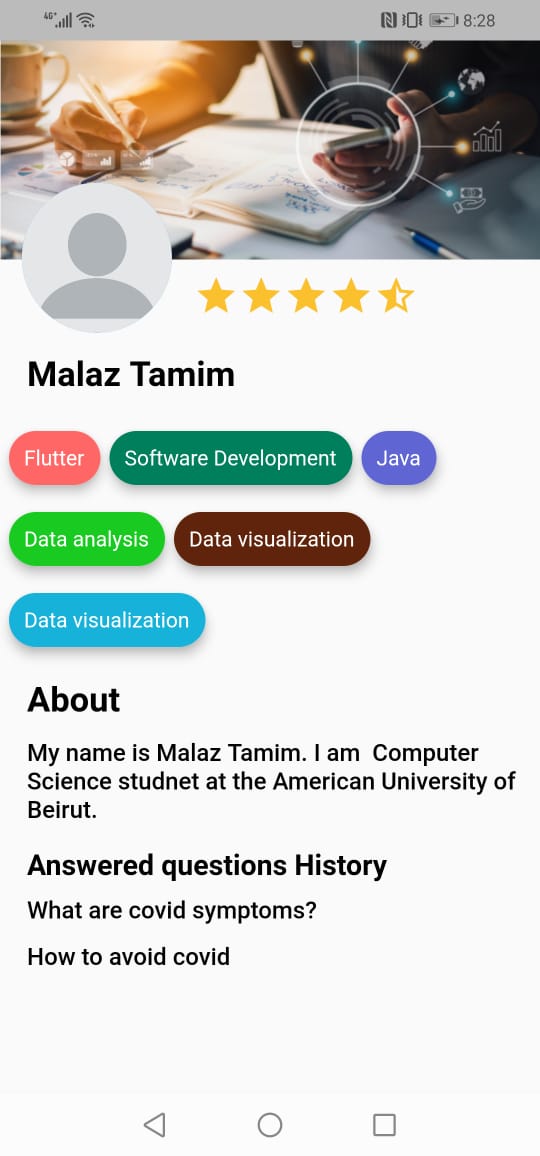 4G+ 8:28
Malaz Tamim
Flutter Software Development Java
Data analysis Data visualization
Data visualization
About
My name is Malaz Tamim. I am  Computer
Science studnet at the American University of
Beirut.
Answered questions History
What are covid symptoms?
How to avoid covid